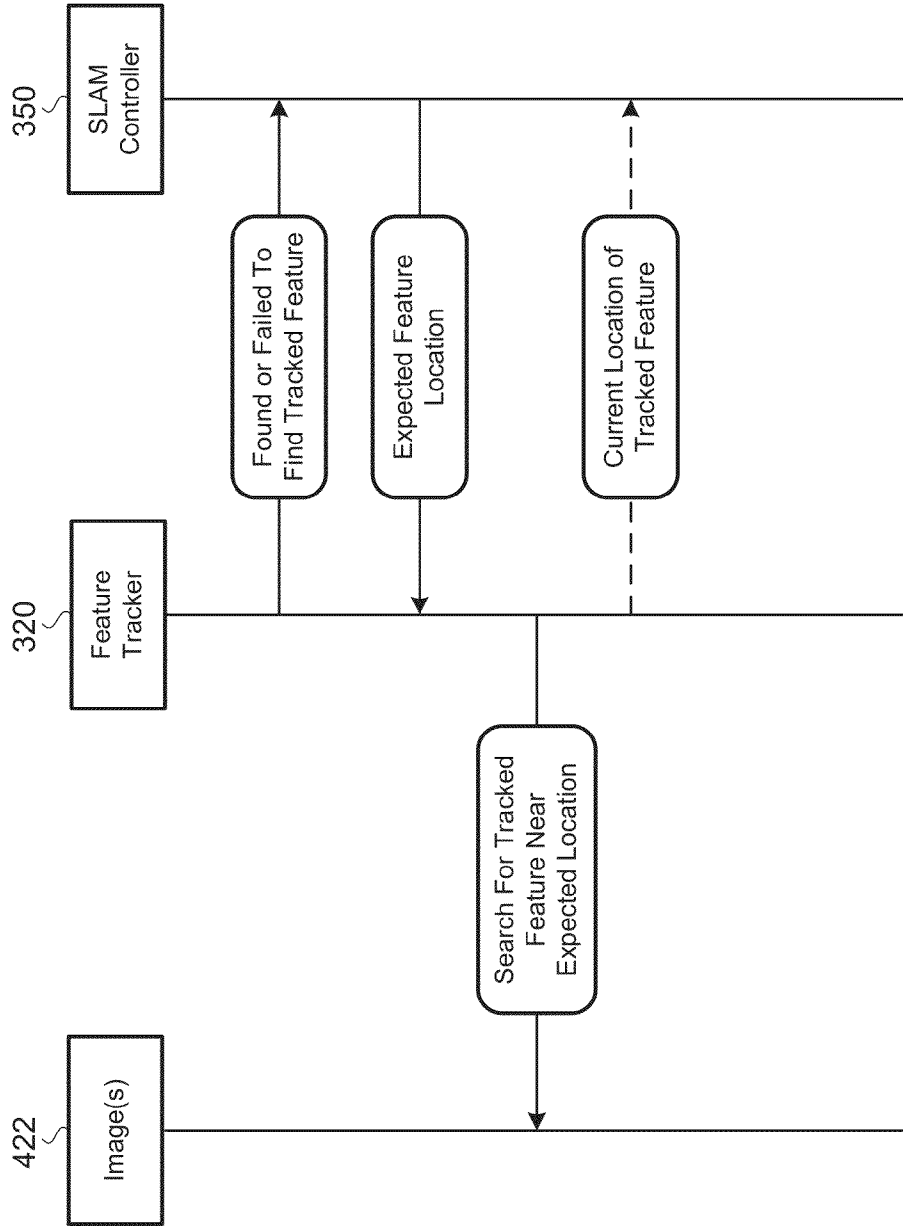 422
Image(s)
320
Feature
Tracker
350
SLAM
Controller
Found or Failed To
Find Tracked Feature
Expected Feature
Location
Search For Tracked
Feature Near
Expected Location
Current Location of
Tracked Feature